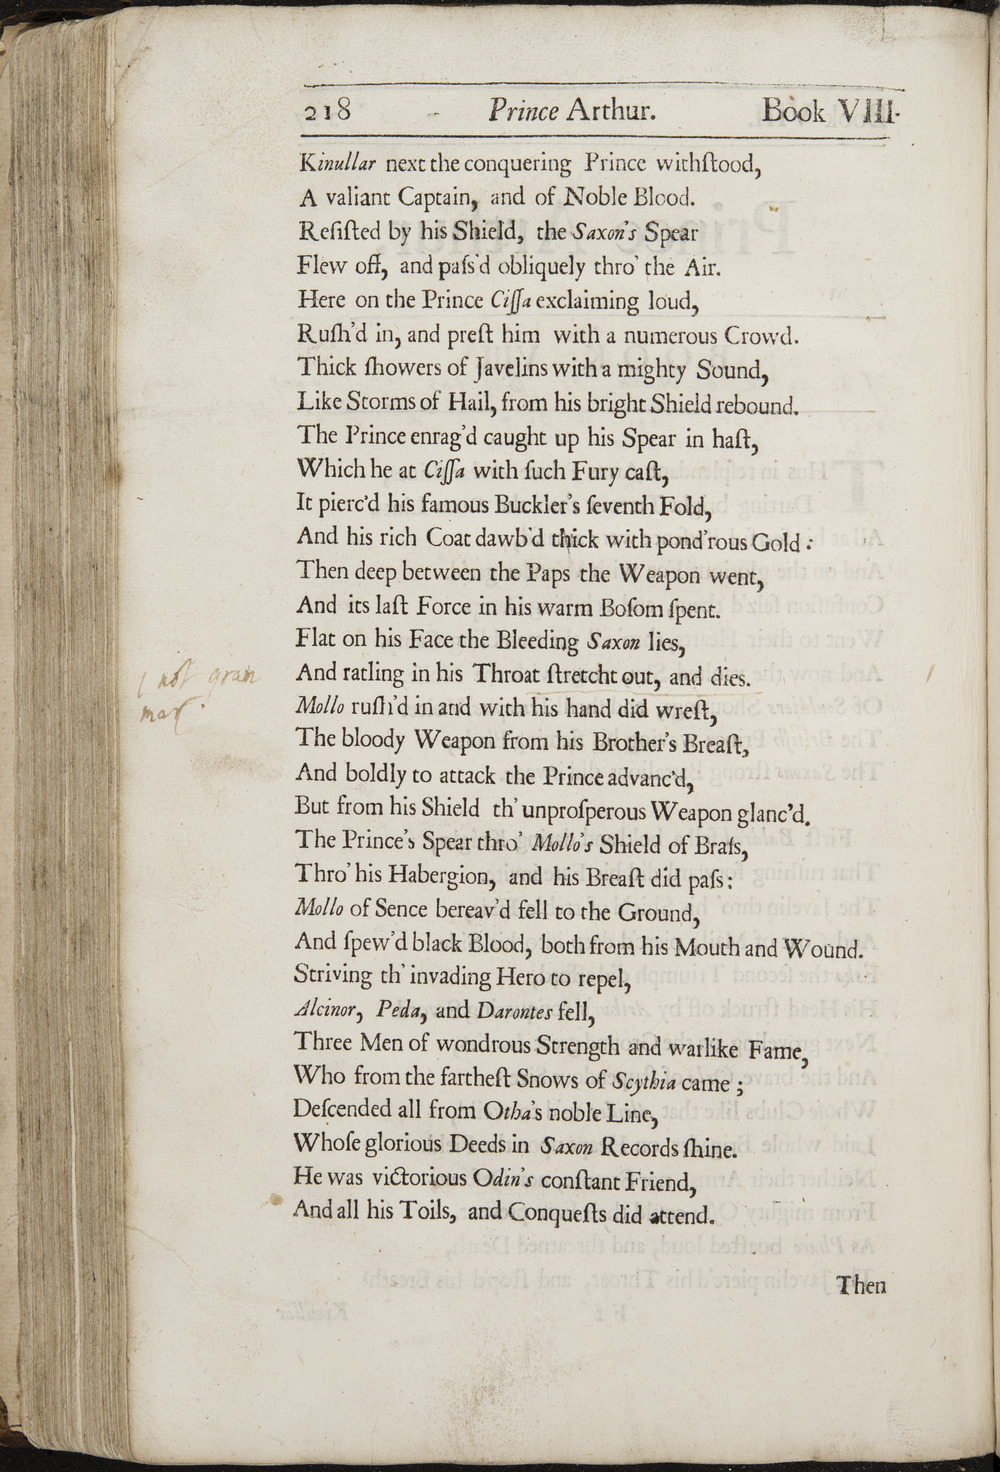 218 Prince Arthur. Book VIII.
Kinullar next the conquering Prince withſtood,
A valiant Captain, and of Noble Blood.
Reſiſted by his Shield, the Saxon's Spear
Flew off, and paſs'd obliquely thro' the Air.
Here on the Prince Ciſſa exclaiming loud,
Ruſh'd in, and preſt him with a numerous Crowd.
Thick ſhowers of Javelins with a mighty Sound,
Like Storms of Hail, from his bright Shield rebound.
The Prince enrag'd caught up his Spear in haſt,
Which he at Ciſſa with ſuch Fury caſt,
It pierc'd his famous Buckler's ſeventh Fold,
And his rich Coat dawb'd thick with pond'rous Gold :
Then deep between the Paps the Weapon went,
And its laſt Force in his warm Boſom ſpent.
Flat on his Face the Bleeding Saxon lies,
And ratling in his Throat ſtretcht out, and dies.
not gram
mar
Mollo ruſh'd in and with his hand did wreſt,
The bloody Weapon from his Brother's Breaſt,
And boldly to attack the Prince advanc'd,
But from his Shield th' unproſperous Weapon glanc'd.
The Prince's Spear thro' Mollo's Shield of Braſs,
Thro' his Habergion, and his Breaſt did paſs:
Mollo of Sence bereav'd fell to the Ground,
And ſpew'd black Blood, both from his Mouth and Wound.
Striving th' invading Hero to repel,
Alcinor, Peda, and Darontes fell,
Three Men of wondrous Strength and warlike Fame,
Who from the fartheſt Snows of Scythia came ;
Deſcended all from Otha's noble Line,
Whoſe glorious Deeds in Saxon Records ſhine.
He was victorious Odin's conſtant Friend,
And all his Toils, and Conqueſts did attend.
Then